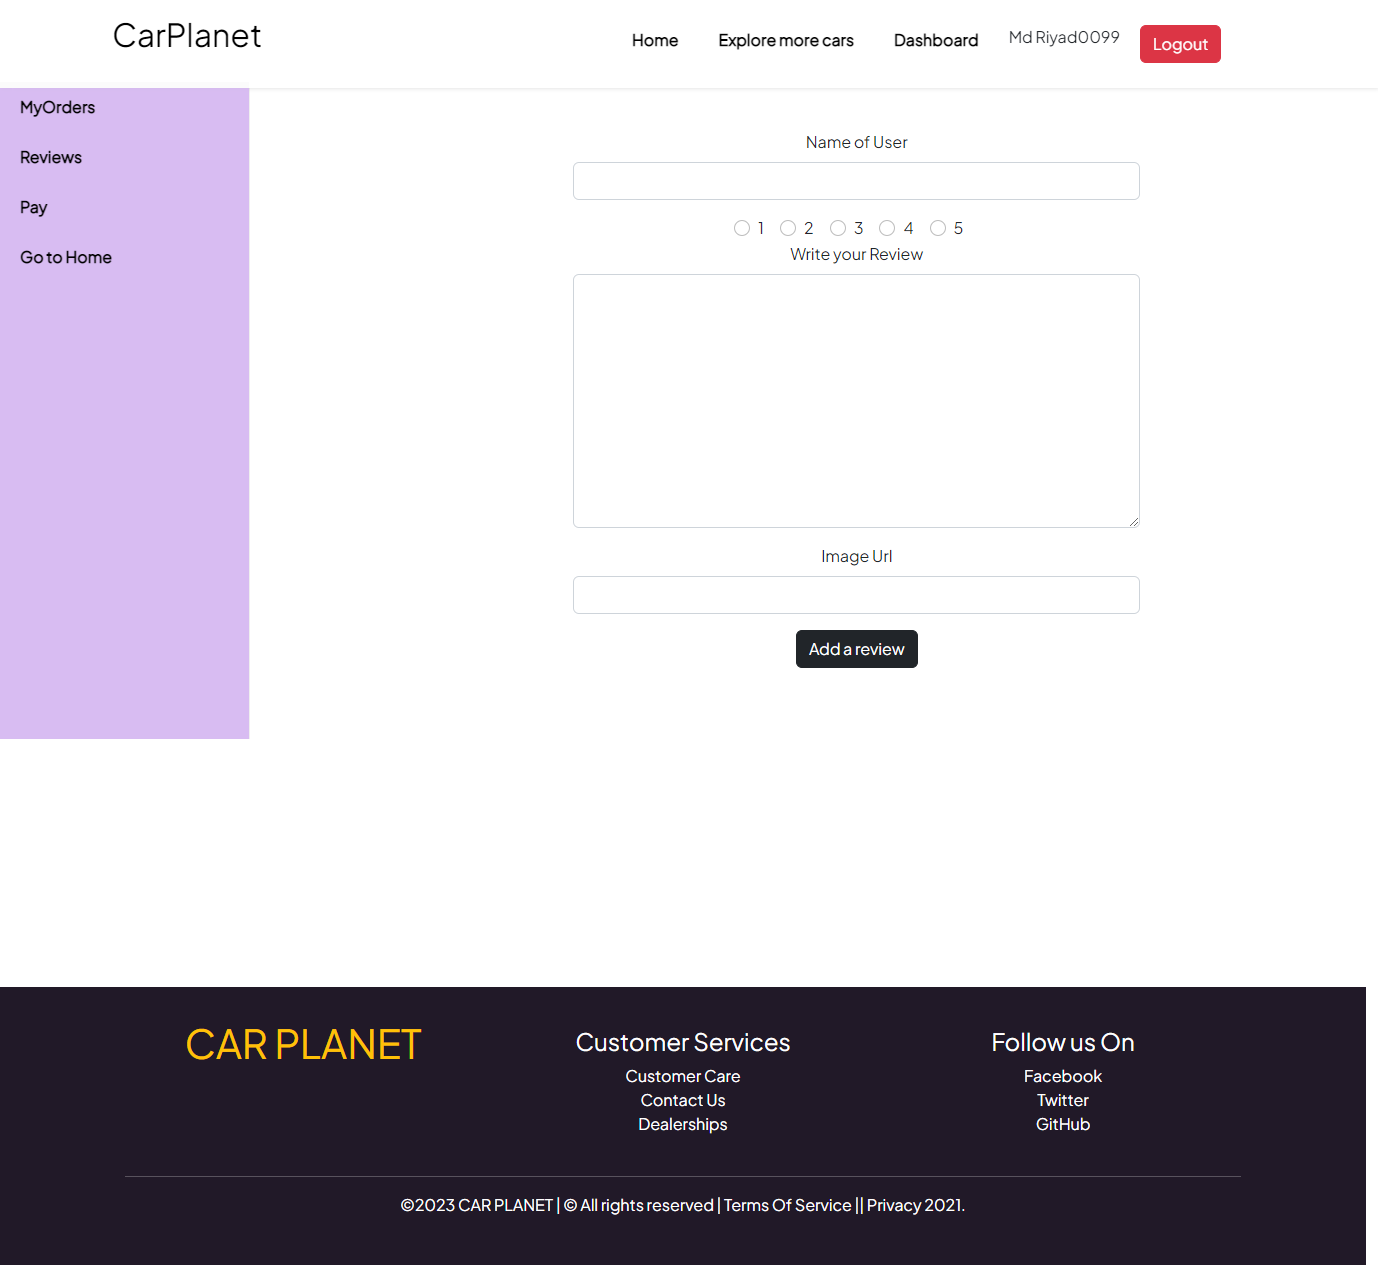 CarPlanet
Home
Explore more cars
Dashboard
Md Riyad0099
Logout
MyOrders
Reviews
Pay
Go to Home
Name of User
1 2 3 4 5
Write your Review
Image Url
Add a review
CAR PLANET
Customer Services
Customer Care
Contact Us
Dealerships
Follow us On
Facebook
Twitter
GitHub
©2023 CAR PLANET | © All rights reserved | Terms Of Service || Privacy 2021.